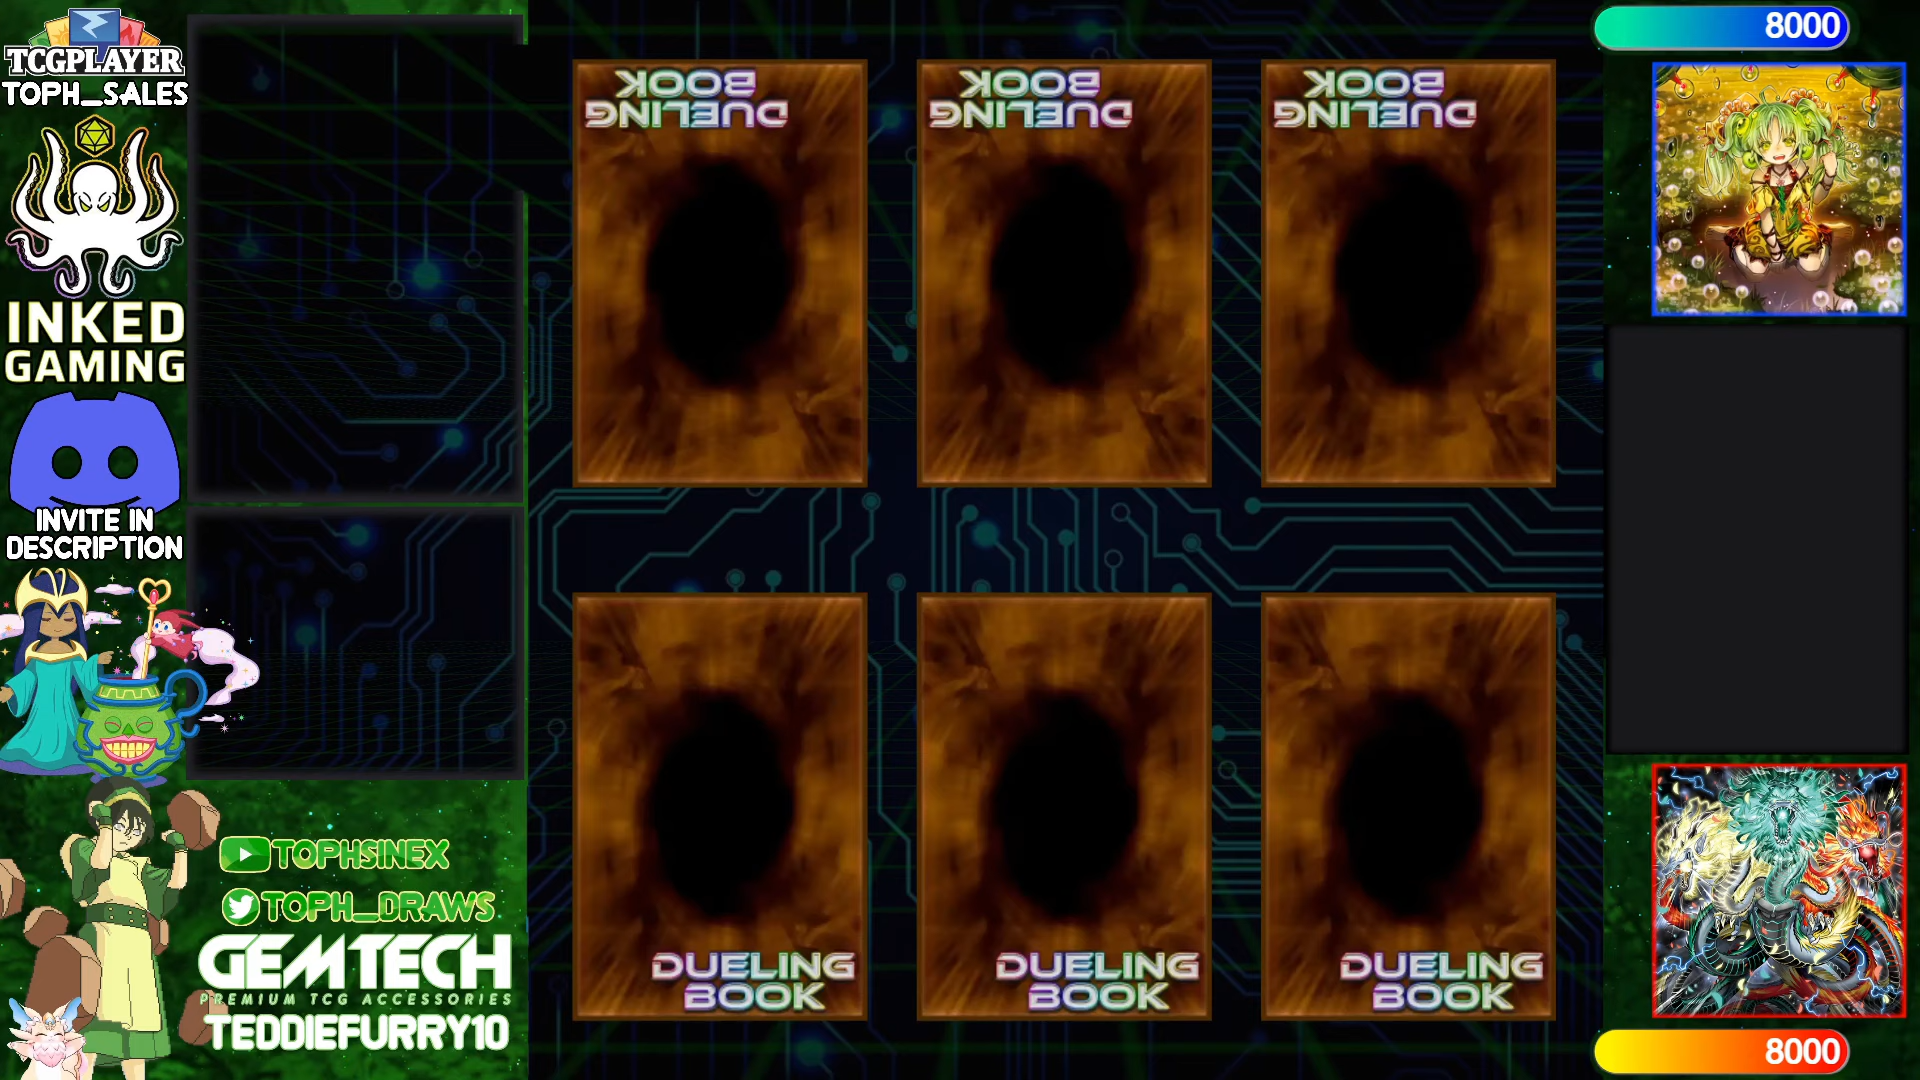 TCGPLAYER
TOPH_SALES
INKED
GAMING
INVITE IN
DESCRIPTION
TOPHSINEX
TOPH_DRAWS
GEMTECH
PREMIUM TCG ACCESSORIES
TEDDIEFURRY10
DUELING
BOOK
DUELING
BOOK
DUELING
BOOK
DUELING
BOOK
DUELING
BOOK
DUELING
BOOK
8000
8000